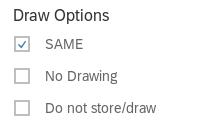 Draw Options
SAME
No Drawing
Do not store/draw